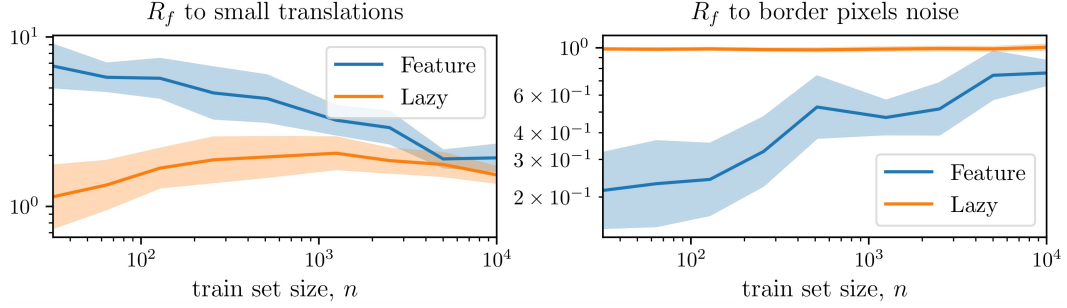 R_f to small translations
10^1
10^0
Feature
Lazy
10^2
10^3
10^4
train set size, n
R_f to border pixels noise
10^0
6 × 10^-1
4 × 10^-1
3 × 10^-1
2 × 10^-1
Feature
Lazy
10^2
10^3
10^4
train set size, n